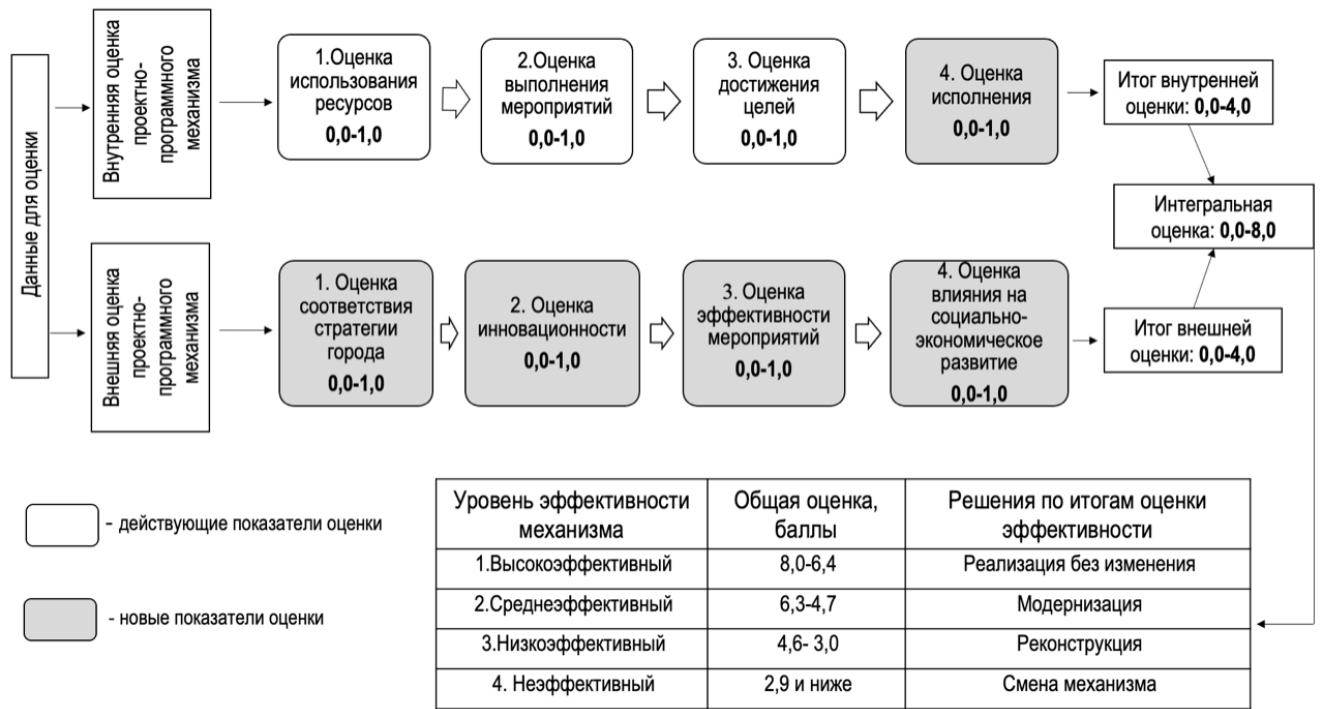 Данные для оценки
Внутренняя оценка
проектно-
программного
механизма
1.Оценка
использования
ресурсов
0,0-1,0
2.Оценка
выполнения
мероприятий
0,0-1,0
3. Оценка
достижения
целей
0,0-1,0
4. Оценка
исполнения
0,0-1,0
Итог внутренней
оценки: 0,0-4,0
Интегральная
оценка: 0,0-8,0
Внешняя оценка
проектно-
программного
механизма
1. Оценка
соответствия
стратегии
города
0,0-1,0
2. Оценка
инновационности
0,0-1,0
3. Оценка
эффективности
мероприятий
0,0-1,0
4. Оценка
влияния на
социально-
экономическое
развитие
0,0-1,0
Итог внешней
оценки: 0,0-4,0
- действующие показатели оценки
- новые показатели оценки
Уровень эффективности
механизма
Общая оценка,
баллы
Решения по итогам оценки
эффективности
1.Высокоэффективный
8,0-6,4
Реализация без изменения
2.Среднеэффективный
6,3-4,7
Модернизация
3.Низкоэффективный
4,6- 3,0
Реконструкция
4. Неэффективный
2,9 и ниже
Смена механизма